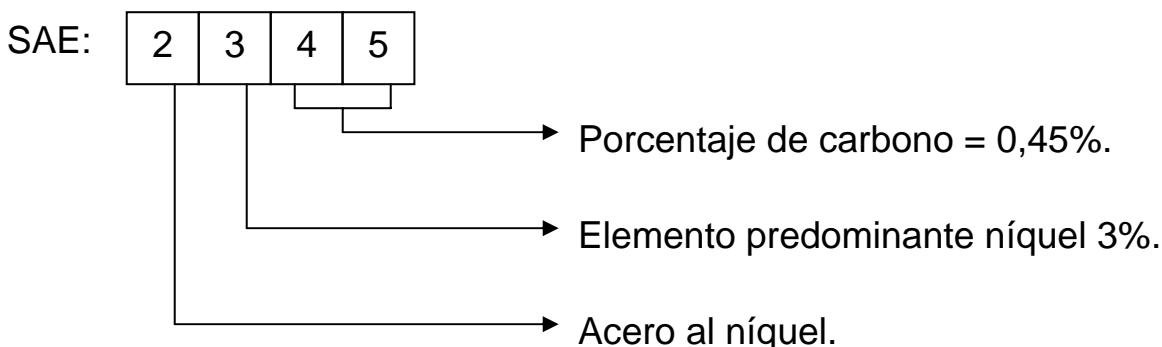 SAE: 2 3 4 5
Porcentaje de carbono = 0,45%.
Elemento predominante níquel 3%.
Acero al níquel.